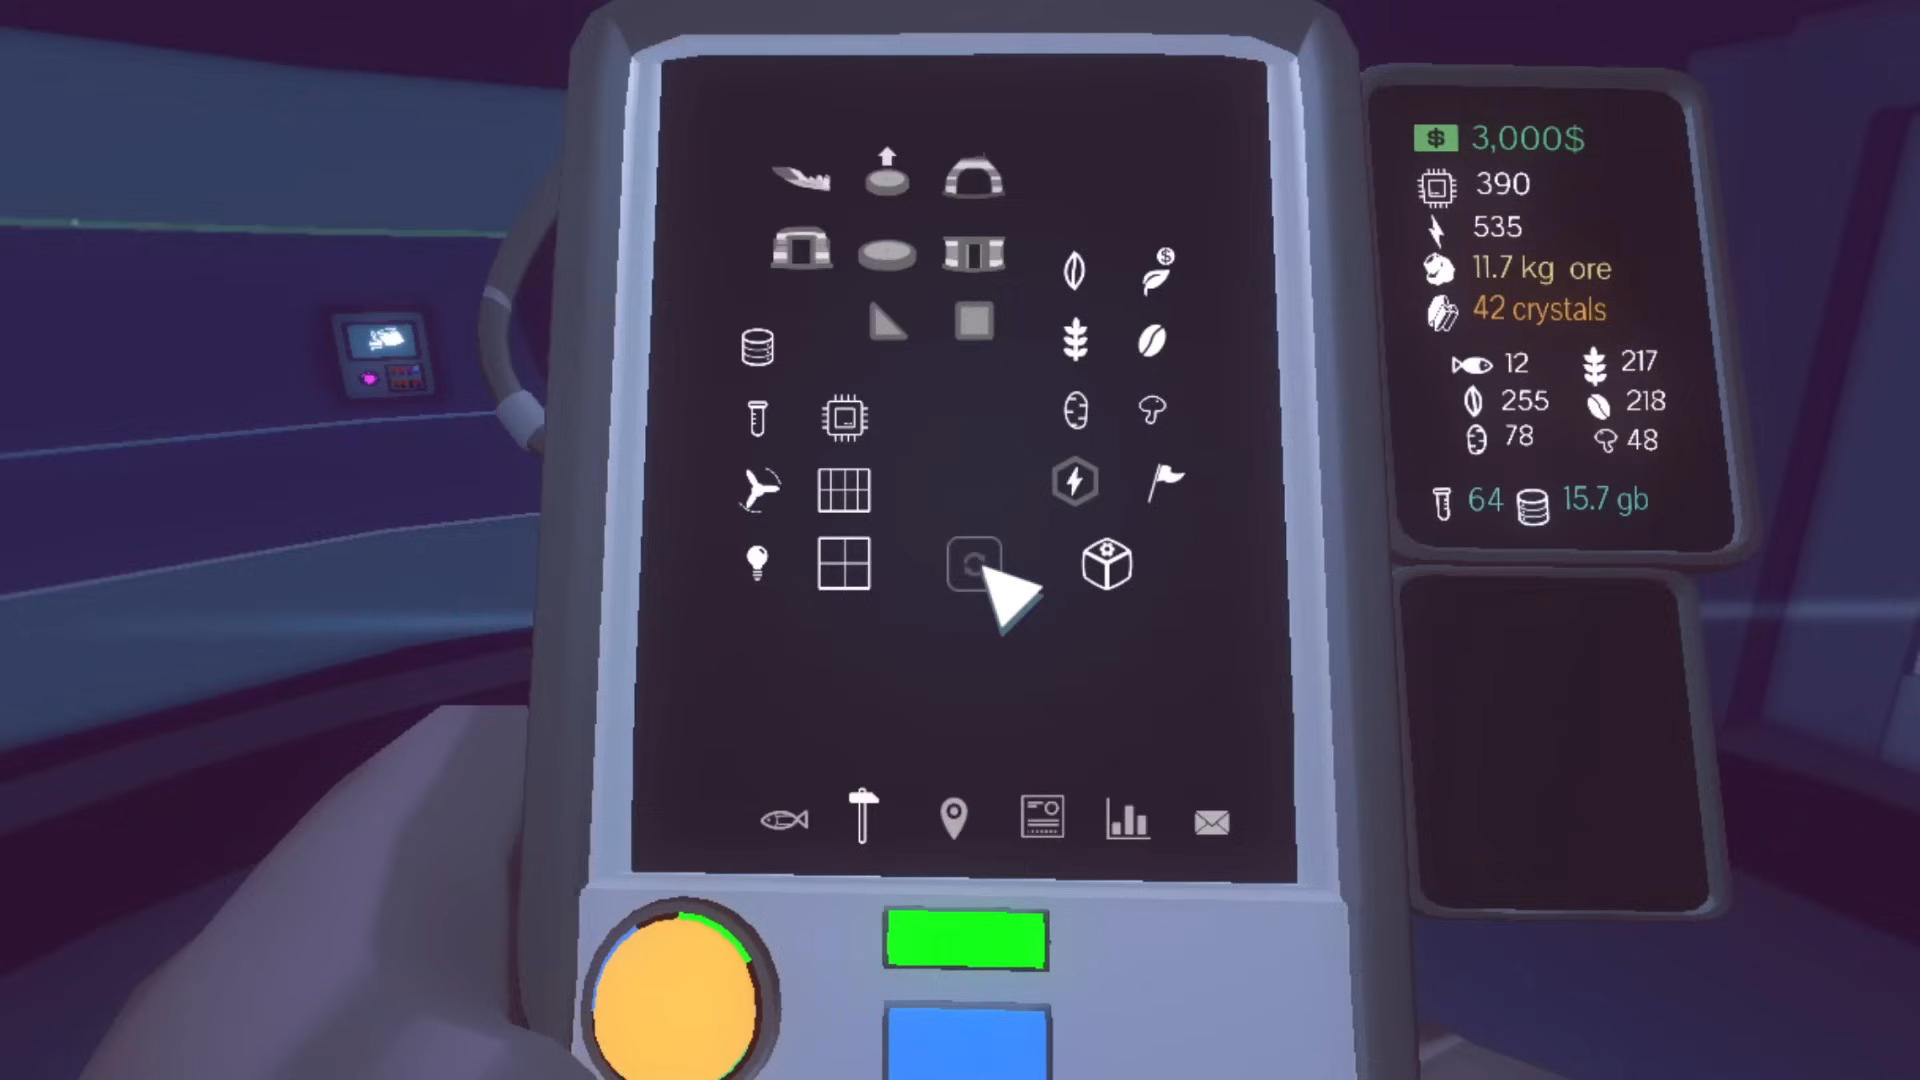 $ 3,000$
390
535
11.7 kg ore
42 crystals
12 217
255 218
78 48
64 15.7 gb
$